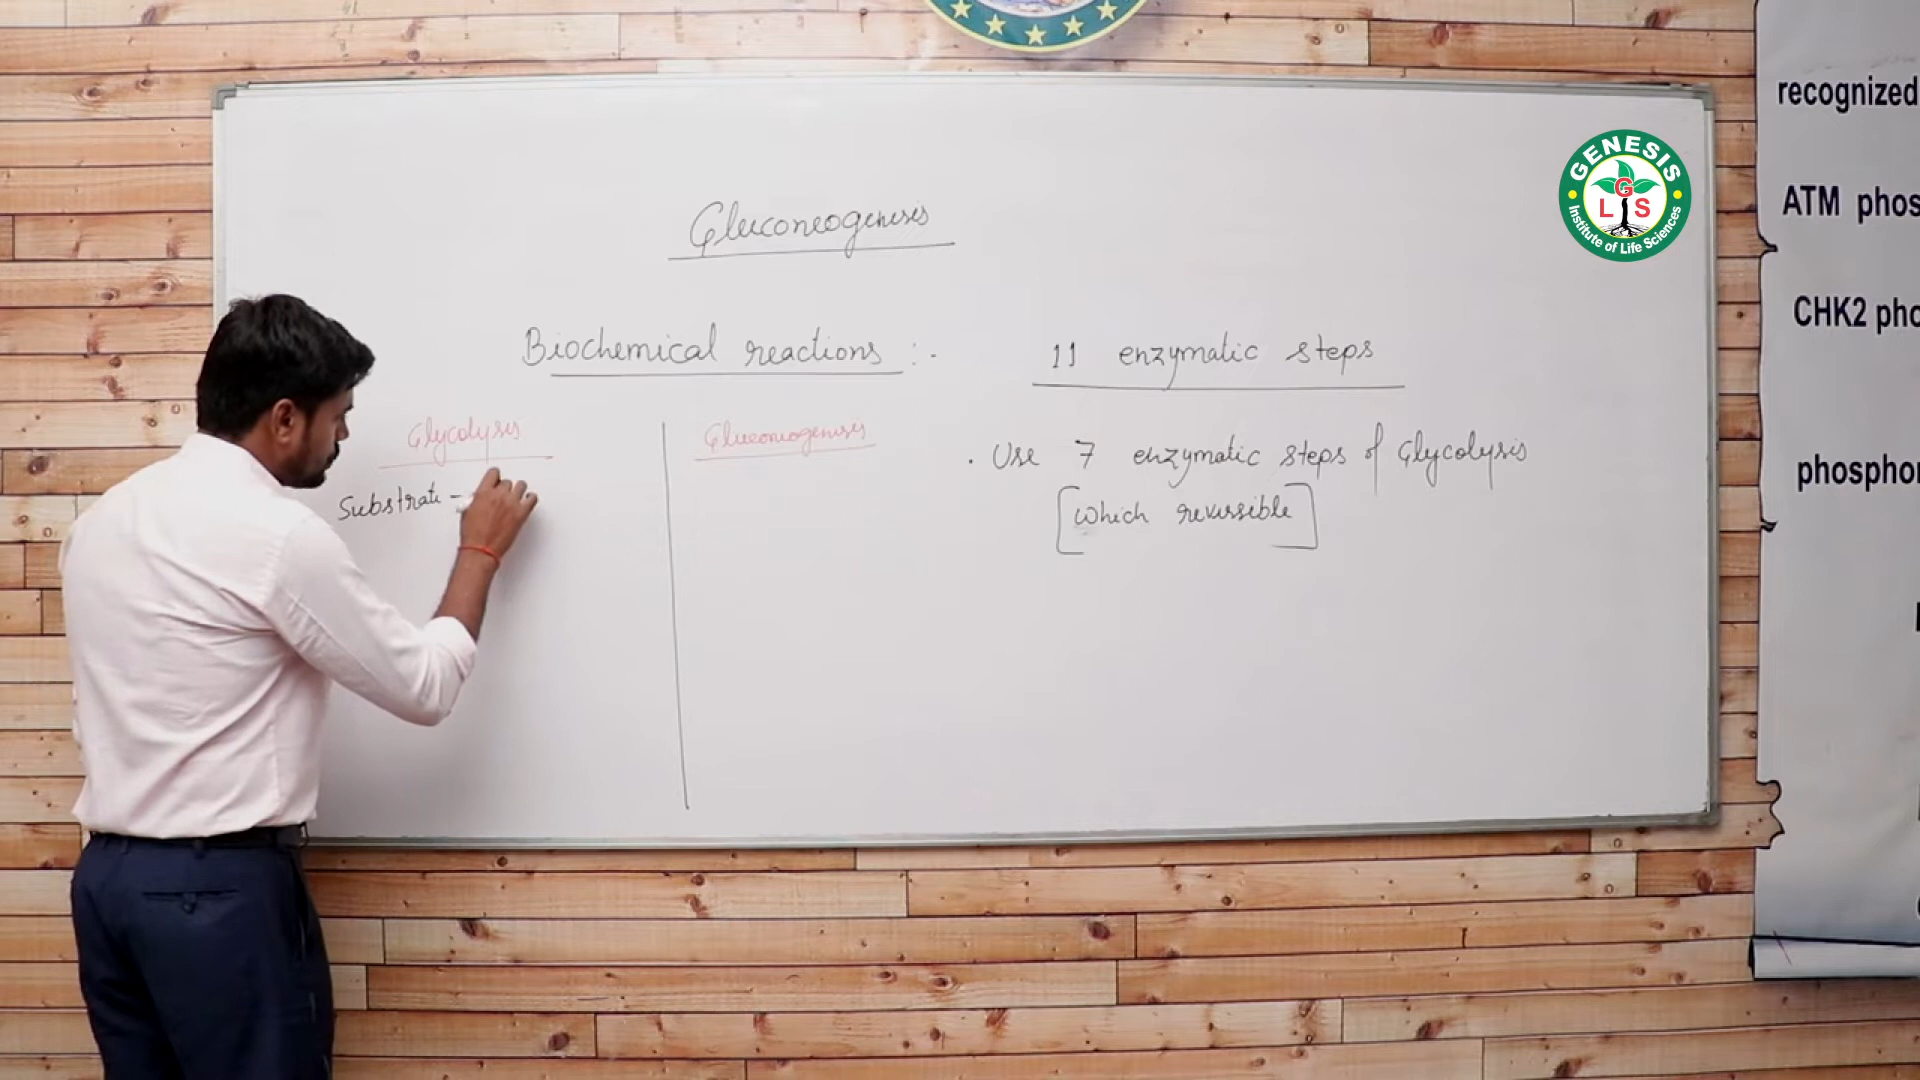 GENESIS
G
L S
Institute of Life Sciences
Gluconeogenesis
Biochemical reactions :-
11 enzymatic steps
Glycolysis
Gluconeogenesis
Substrate -
. Use 7 enzymatic steps of Glycolysis
[which reversible]
recognized
ATM phos
CHK2 pho
phosphor